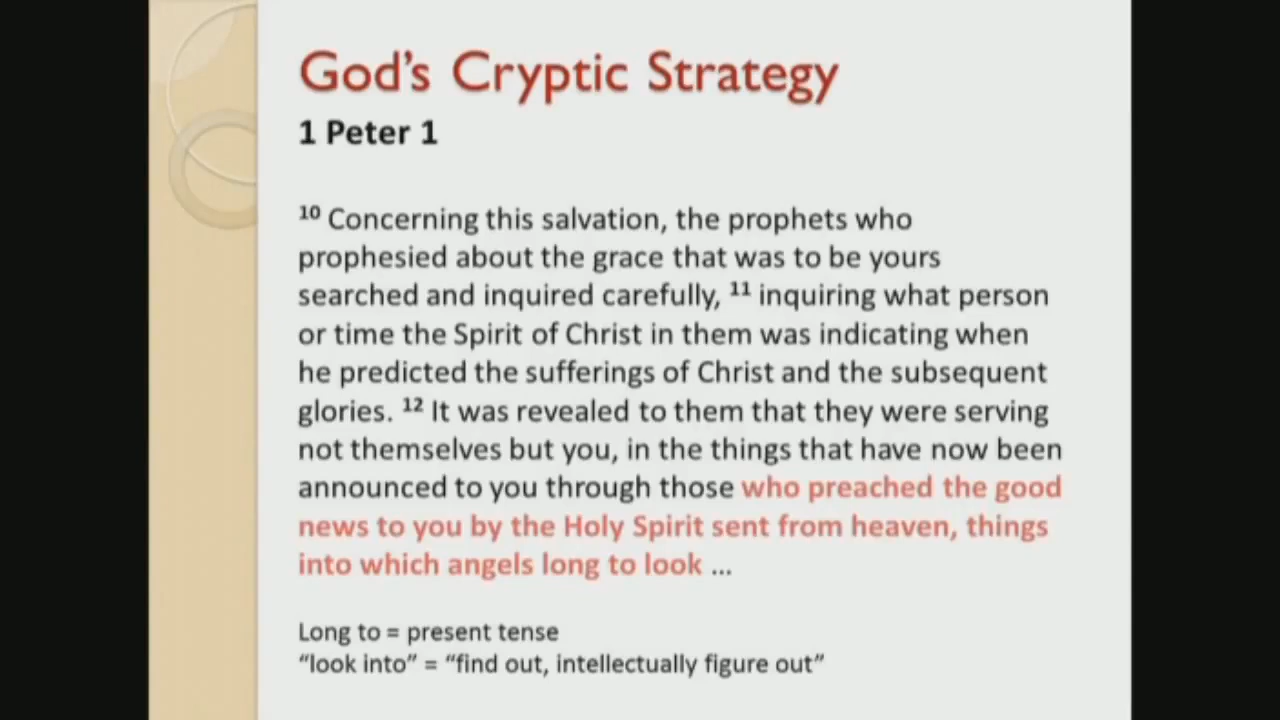 God's Cryptic Strategy
1 Peter 1
10 Concerning this salvation, the prophets who
prophesied about the grace that was to be yours
searched and inquired carefully, 11 inquiring what person
or time the Spirit of Christ in them was indicating when
he predicted the sufferings of Christ and the subsequent
glories. 12 It was revealed to them that they were serving
not themselves but you, in the things that have now been
announced to you through those who preached the good
news to you by the Holy Spirit sent from heaven, things
into which angels long to look ...
Long to = present tense
“look into” = “find out, intellectually figure out”